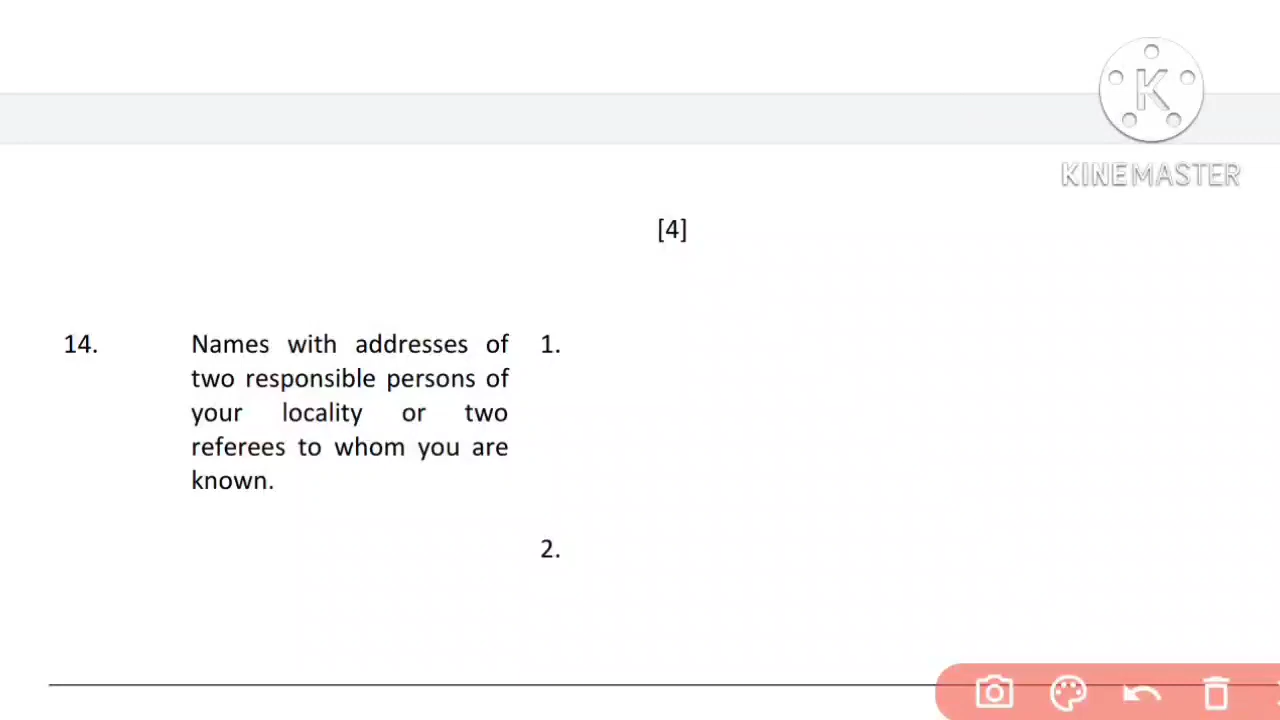 K
KINEMASTER
[4]
14. Names with addresses of 1.
two responsible persons of
your locality or two
referees to whom you are
known.
2.